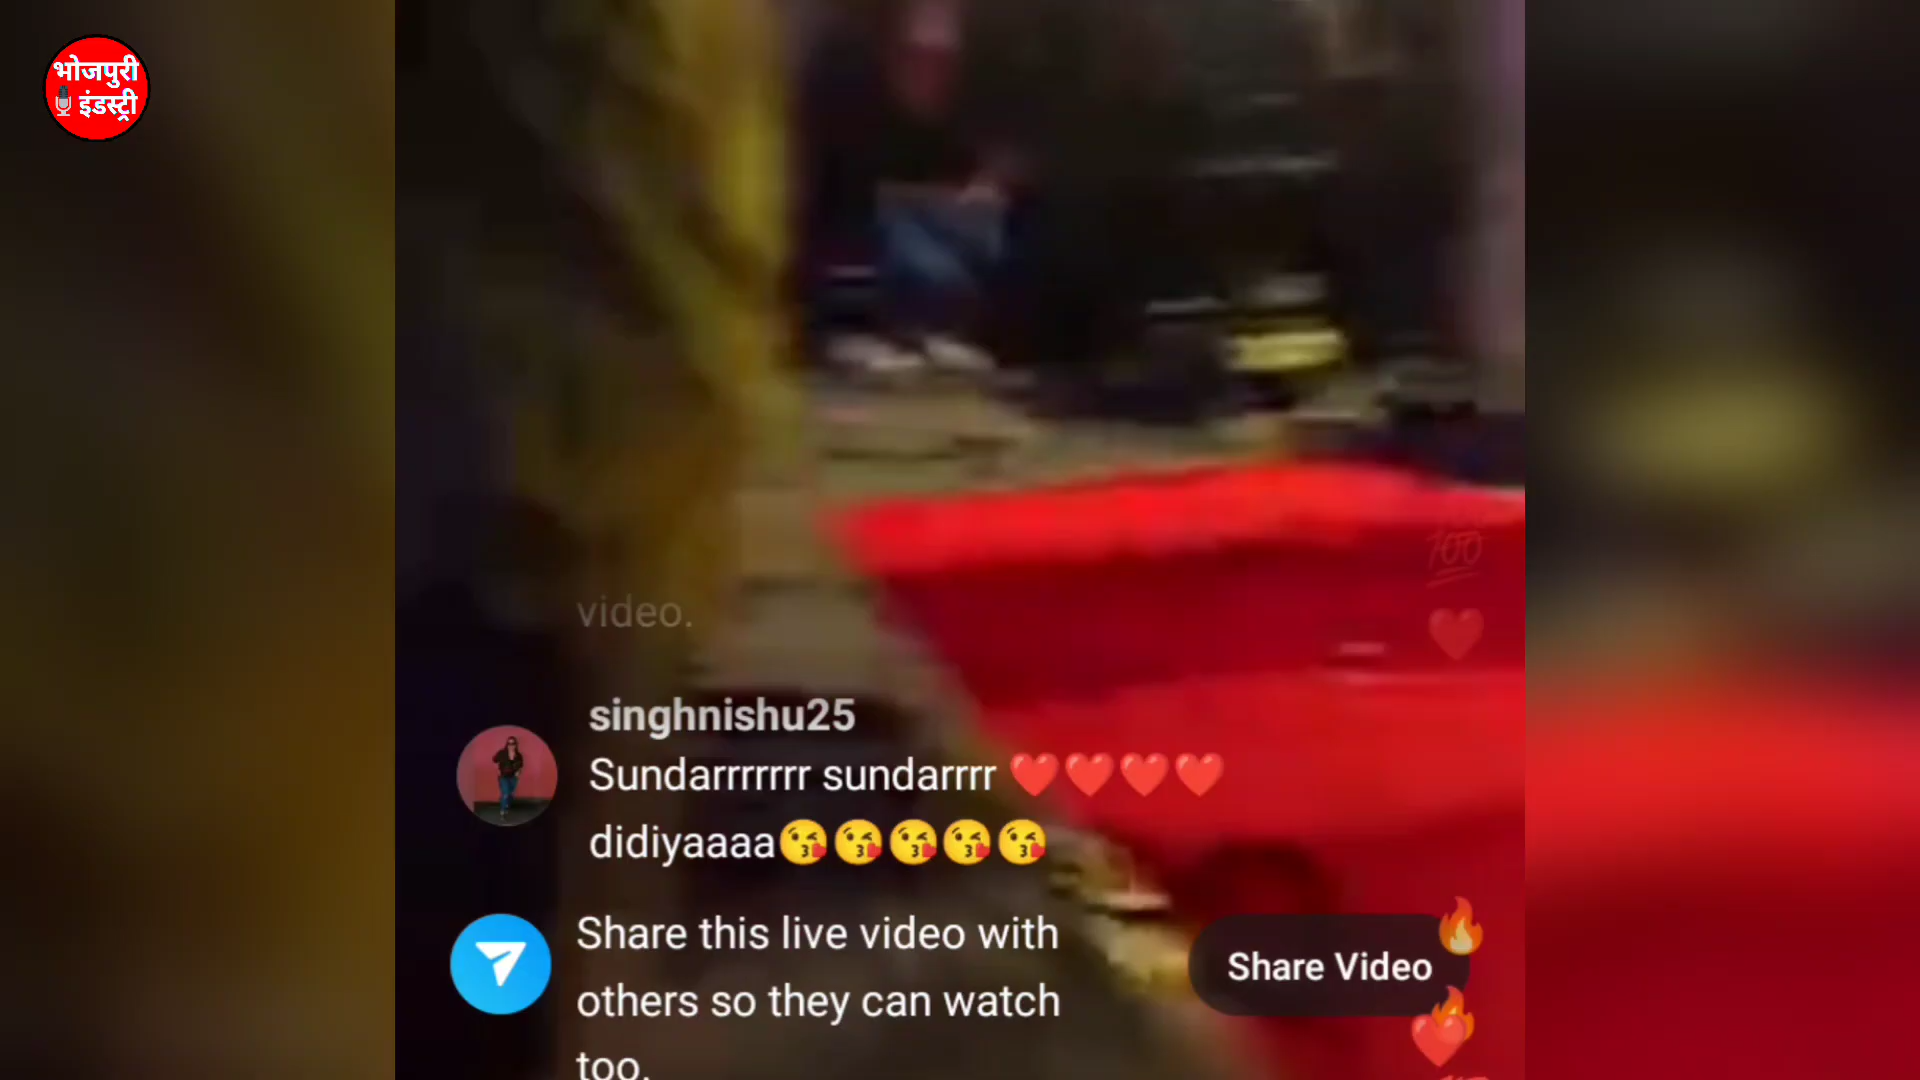 भोजपुरी
इंडस्ट्री
video.
singhnishu25
Sundarrrrrrr sundarrrr ❤️❤️❤️❤️
didiyaaaa😘😘😘😘😘
Share this live video with
others so they can watch
too.
Share Video